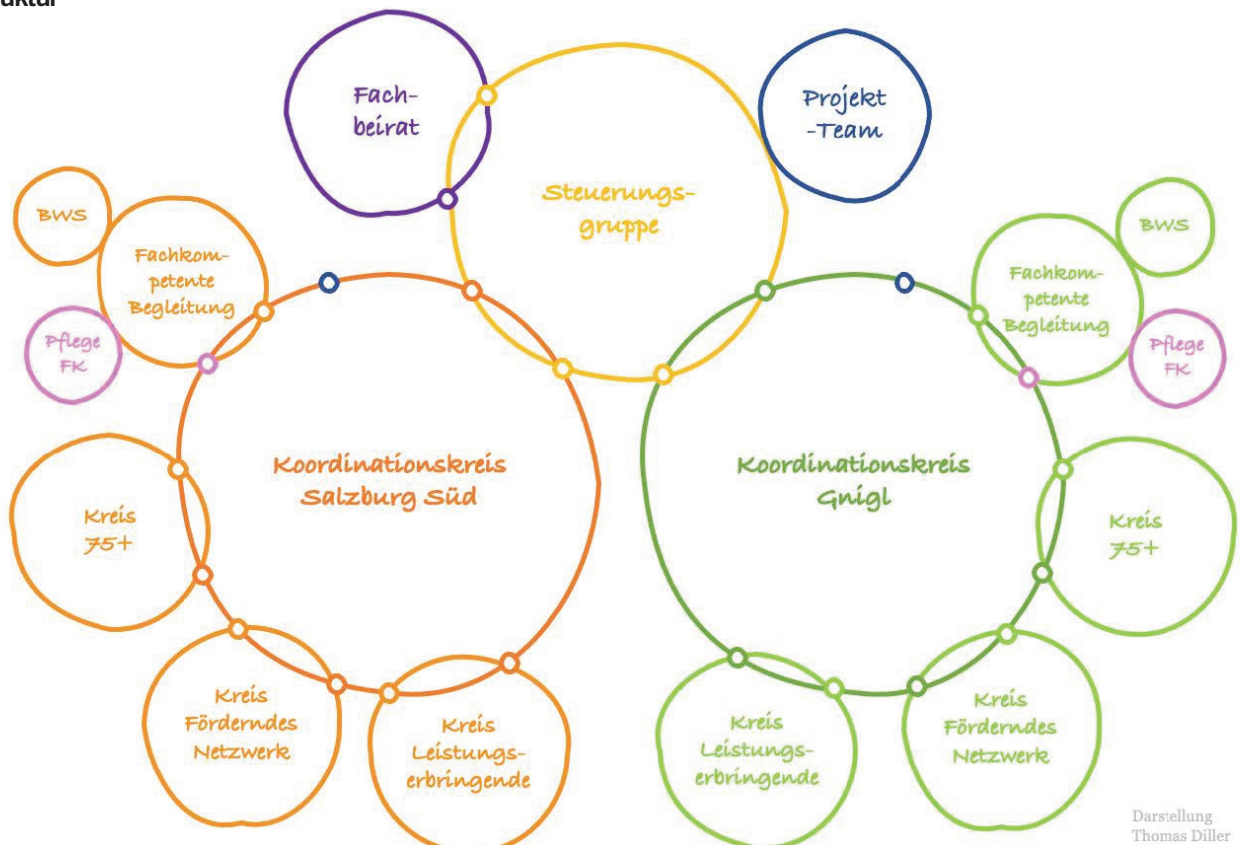 Fach-
beirat
Projekt
-Team
Steuerungs-
gruppe
BWS
Fachkom-
petente
Begleitung
Pflege
FK
BWS
Fachkom-
petente
Begleitung
Pflege
FK
Koordinationskreis
Salzburg Süd
Koordinationskreis
Gnigl
Kreis
75+
Kreis
75+
Kreis
Förderndes
Netzwerk
Kreis
Leistungs-
erbringende
Kreis
Leistungs-
erbringende
Kreis
Förderndes
Netzwerk
Darstellung
Thomas Diller